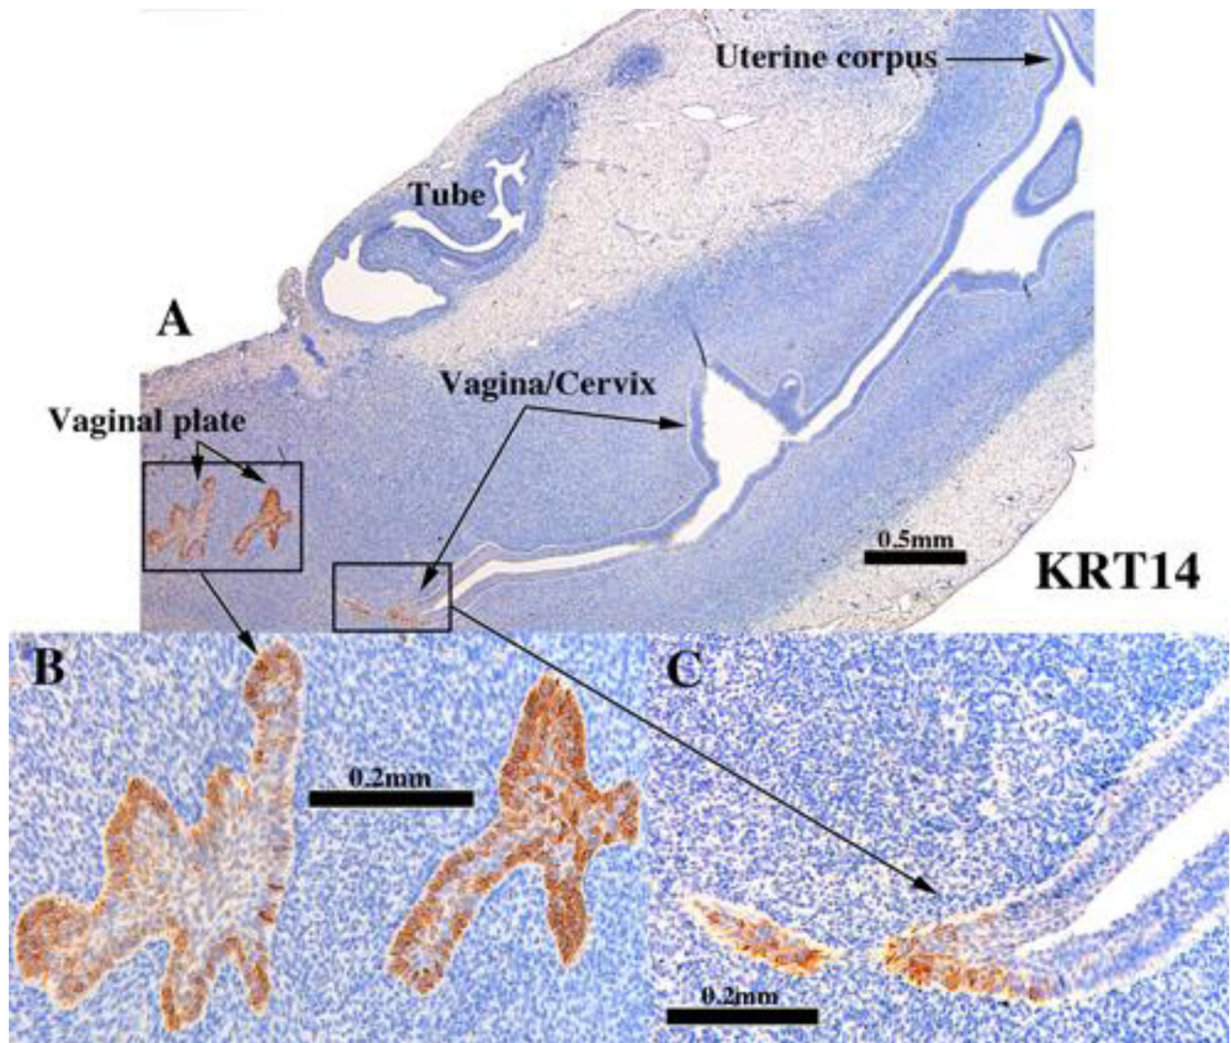 Uterine corpus
Tube
A
Vagina/Cervix
Vaginal plate
0.5mm
KRT14
B
C
0.2mm
0.2mm